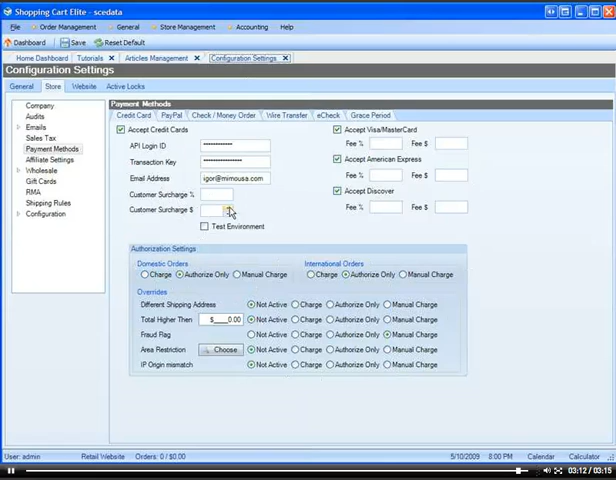 Shopping Cart Elite - scedata
File Order Management General Store Management Accounting Help
Dashboard Save Reset Default
Home Dashboard Tutorials Articles Management Configuration Settings
Configuration Settings
General Store Website Active Locks
Company
Audits
Emails
Sales Tax
Payment Methods
Affiliate Settings
Wholesale
Gift Cards
RMA
Shipping Rules
Configuration
Payment Methods
Credit Card PayPal Check / Money Order Wire Transfer eCheck Grace Period
Accept Credit Cards
API Login ID ************
Transaction Key ****************
Email Address igor@mimousa.com
Customer Surcharge %
Customer Surcharge $
Test Environment
Accept Visa/MasterCard
Fee % Fee $
Accept American Express
Fee % Fee $
Accept Discover
Fee % Fee $
Authorization Settings
Domestic Orders International Orders
Charge Authorize Only Manual Charge Charge Authorize Only Manual Charge
Overrides
Different Shipping Address Not Active Charge Authorize Only Manual Charge
Total Higher Then $____0.00 Not Active Charge Authorize Only Manual Charge
Fraud Flag Not Active Charge Authorize Only Manual Charge
Area Restriction Choose Not Active Charge Authorize Only Manual Charge
IP Origin mismatch Not Active Charge Authorize Only Manual Charge
User: admin Retail Website Orders: 0 / $0.00 5/10/2009 8:00 PM Calendar Calculator
03:12 / 03:15